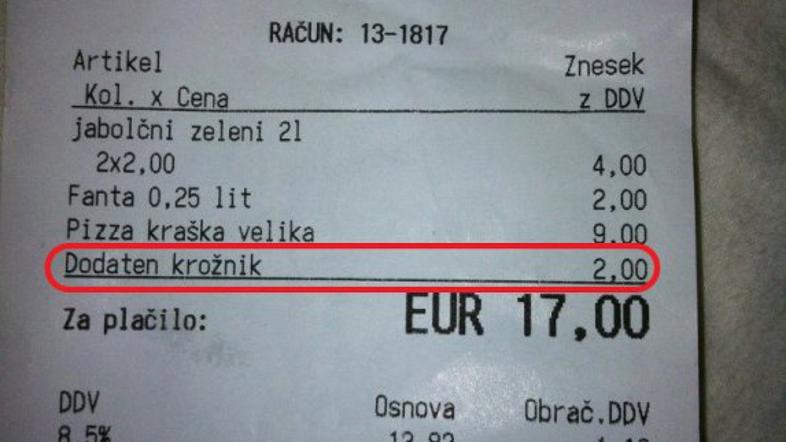 RAČUN: 13-1817
Artikel Znesek
Kol. x Cena z DDV
jabolčni zeleni 2l
2x2,00 4,00
Fanta 0,25 lit 2,00
Pizza kraška velika 9,00
Dodaten krožnik 2,00
Za plačilo: EUR 17,00
DDV Osnova Obrač.DDV
8,5%